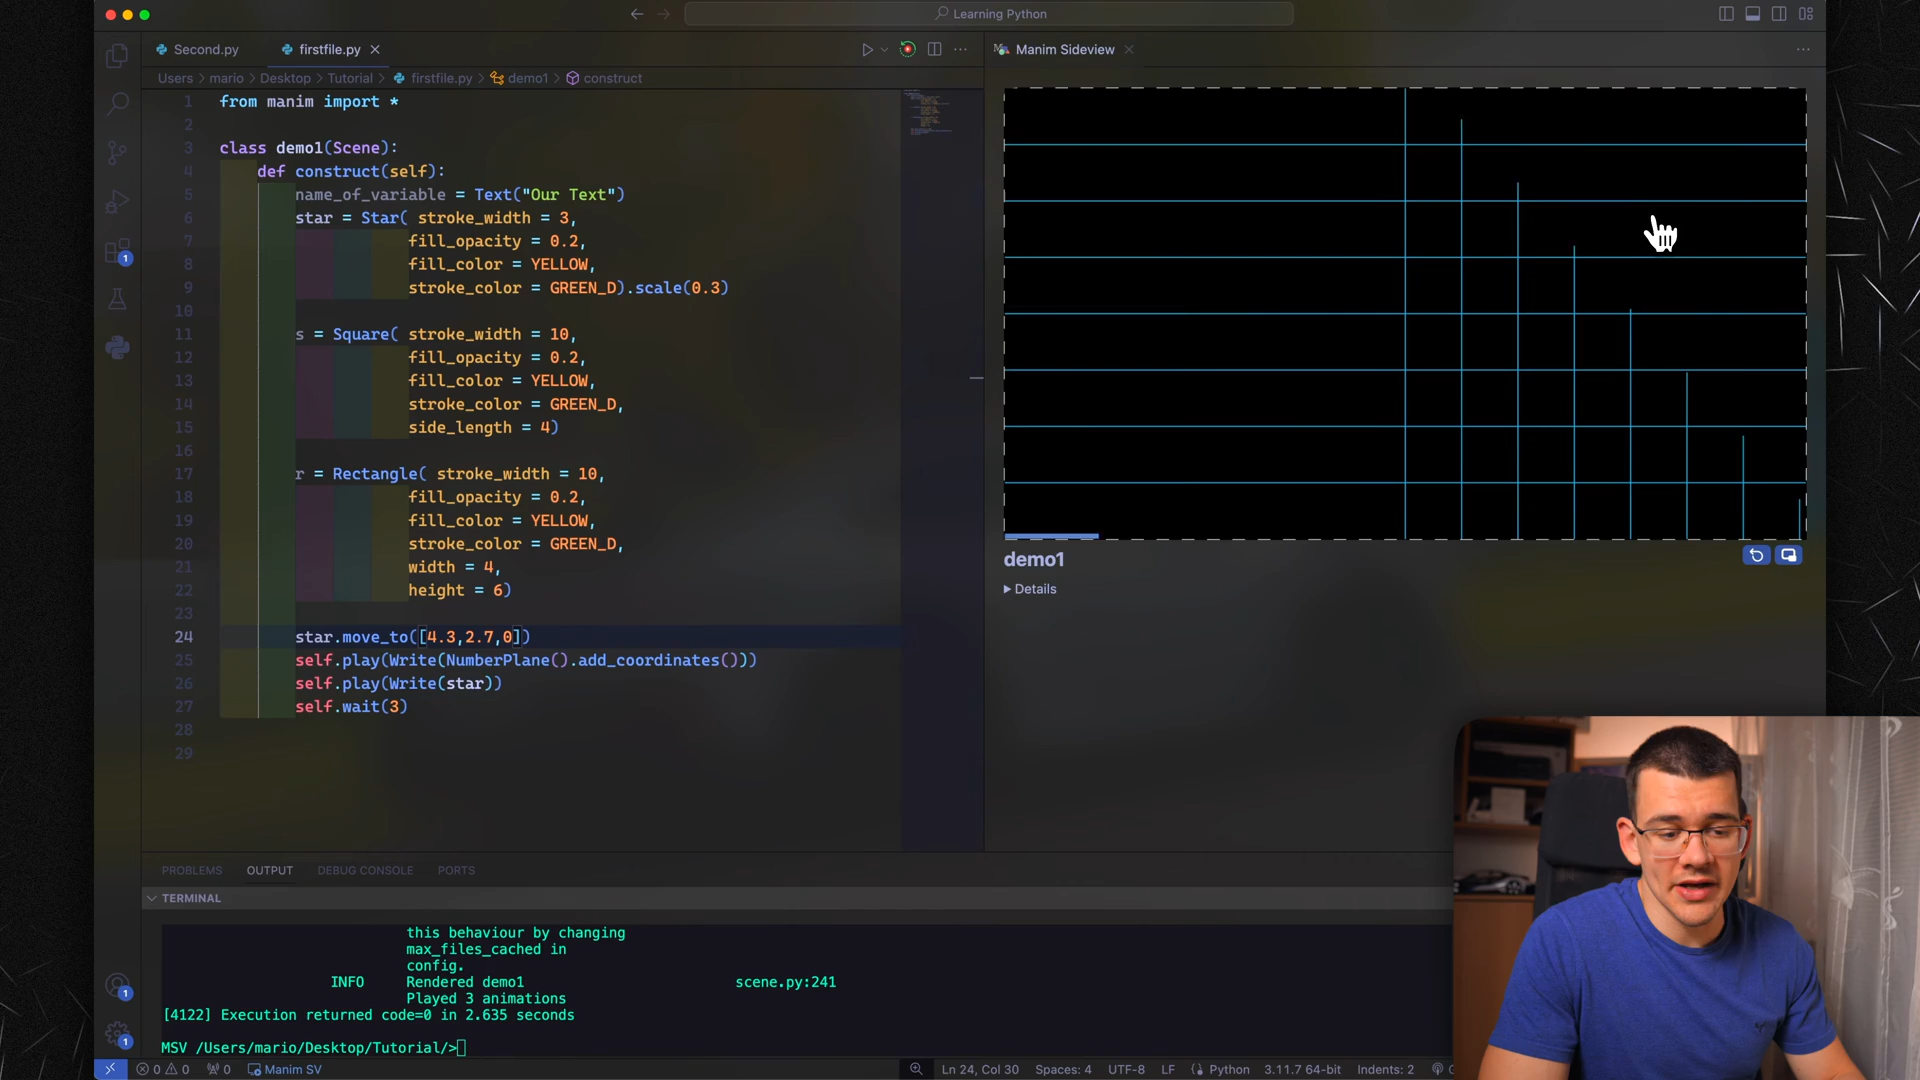 Learning Python
Second.py
firstfile.py
Manim Sideview
Users > mario > Desktop > Tutorial > firstfile.py > demo1 > construct
1 from manim import *
2
3 class demo1(Scene):
4 def construct(self):
5 name_of_variable = Text("Our Text")
6 star = Star( stroke_width = 3,
7 fill_opacity = 0.2,
8 fill_color = YELLOW,
9 stroke_color = GREEN_D).scale(0.3)
10
11 s = Square( stroke_width = 10,
12 fill_opacity = 0.2,
13 fill_color = YELLOW,
14 stroke_color = GREEN_D,
15 side_length = 4)
16
17 r = Rectangle( stroke_width = 10,
18 fill_opacity = 0.2,
19 fill_color = YELLOW,
20 stroke_color = GREEN_D,
21 width = 4,
22 height = 6)
23
24 star.move_to([4.3,2.7,0])
25 self.play(Write(NumberPlane().add_coordinates()))
26 self.play(Write(star))
27 self.wait(3)
28
29
demo1
Details
1
PROBLEMS OUTPUT DEBUG CONSOLE PORTS
TERMINAL
this behaviour by changing
max_files_cached in
config.
INFO Rendered demo1 scene.py:241
Played 3 animations
[4122] Execution returned code=0 in 2.635 seconds
MSV /Users/mario/Desktop/Tutorial/>
1
1
0 0 0 Manim SV Ln 24, Col 30 Spaces: 4 UTF-8 LF Python 3.11.7 64-bit Indents: 2